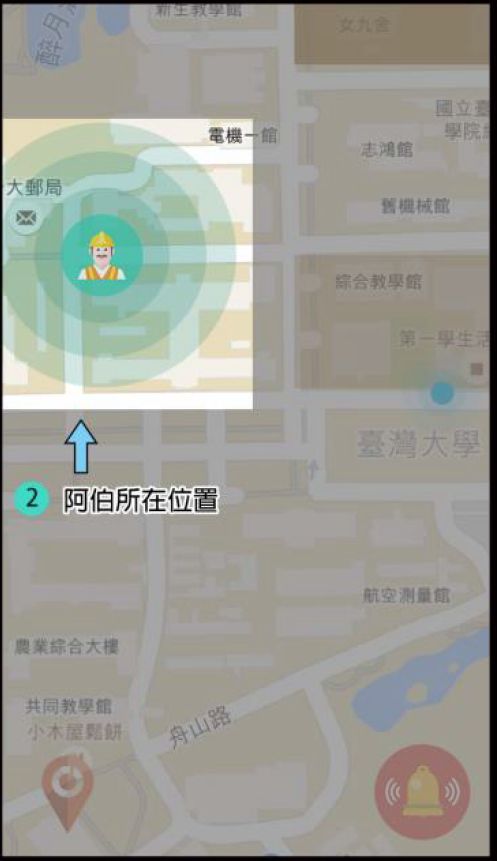 新生教學館
女九舍
醉月
電機一館
國立臺
學院
志鴻館
大郵局
舊機械館
綜合教學館
第一學生活
臺灣大學
2 阿伯所在位置
航空測量館
農業綜合大樓
共同教學館
小木屋鬆餅
舟山路